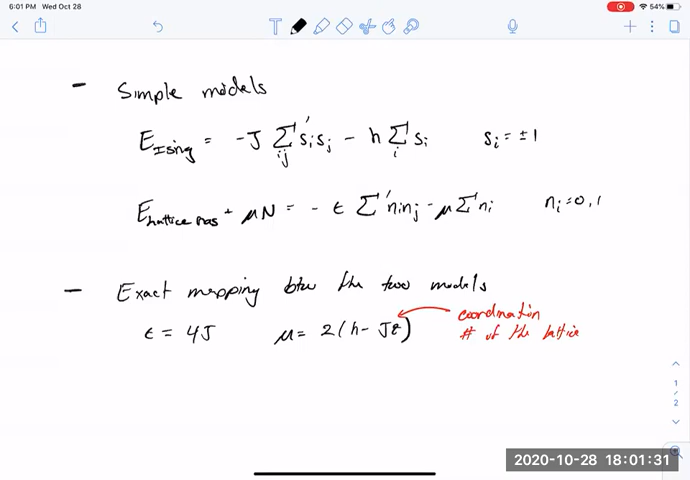 6:01 PM Wed Oct 28
54%
- Simple models
E_Ising = -J Σ'_ij s_i s_j - h Σ_i s_i    s_i = ±1
E_lattice gas + μN = - ε Σ' n_i n_j - μ Σ n_i    n_i = 0,1
- Exact mapping btw the two models
ε = 4J    μ = 2(h - Jz)
coordination
# of the lattice
1
2
2020-10-28 18:01:31